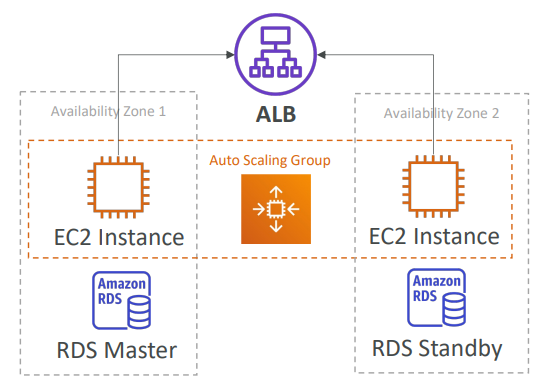 ALB
Availability Zone 1
Availability Zone 2
Auto Scaling Group
EC2 Instance
EC2 Instance
Amazon
RDS
Amazon
RDS
RDS Master
RDS Standby